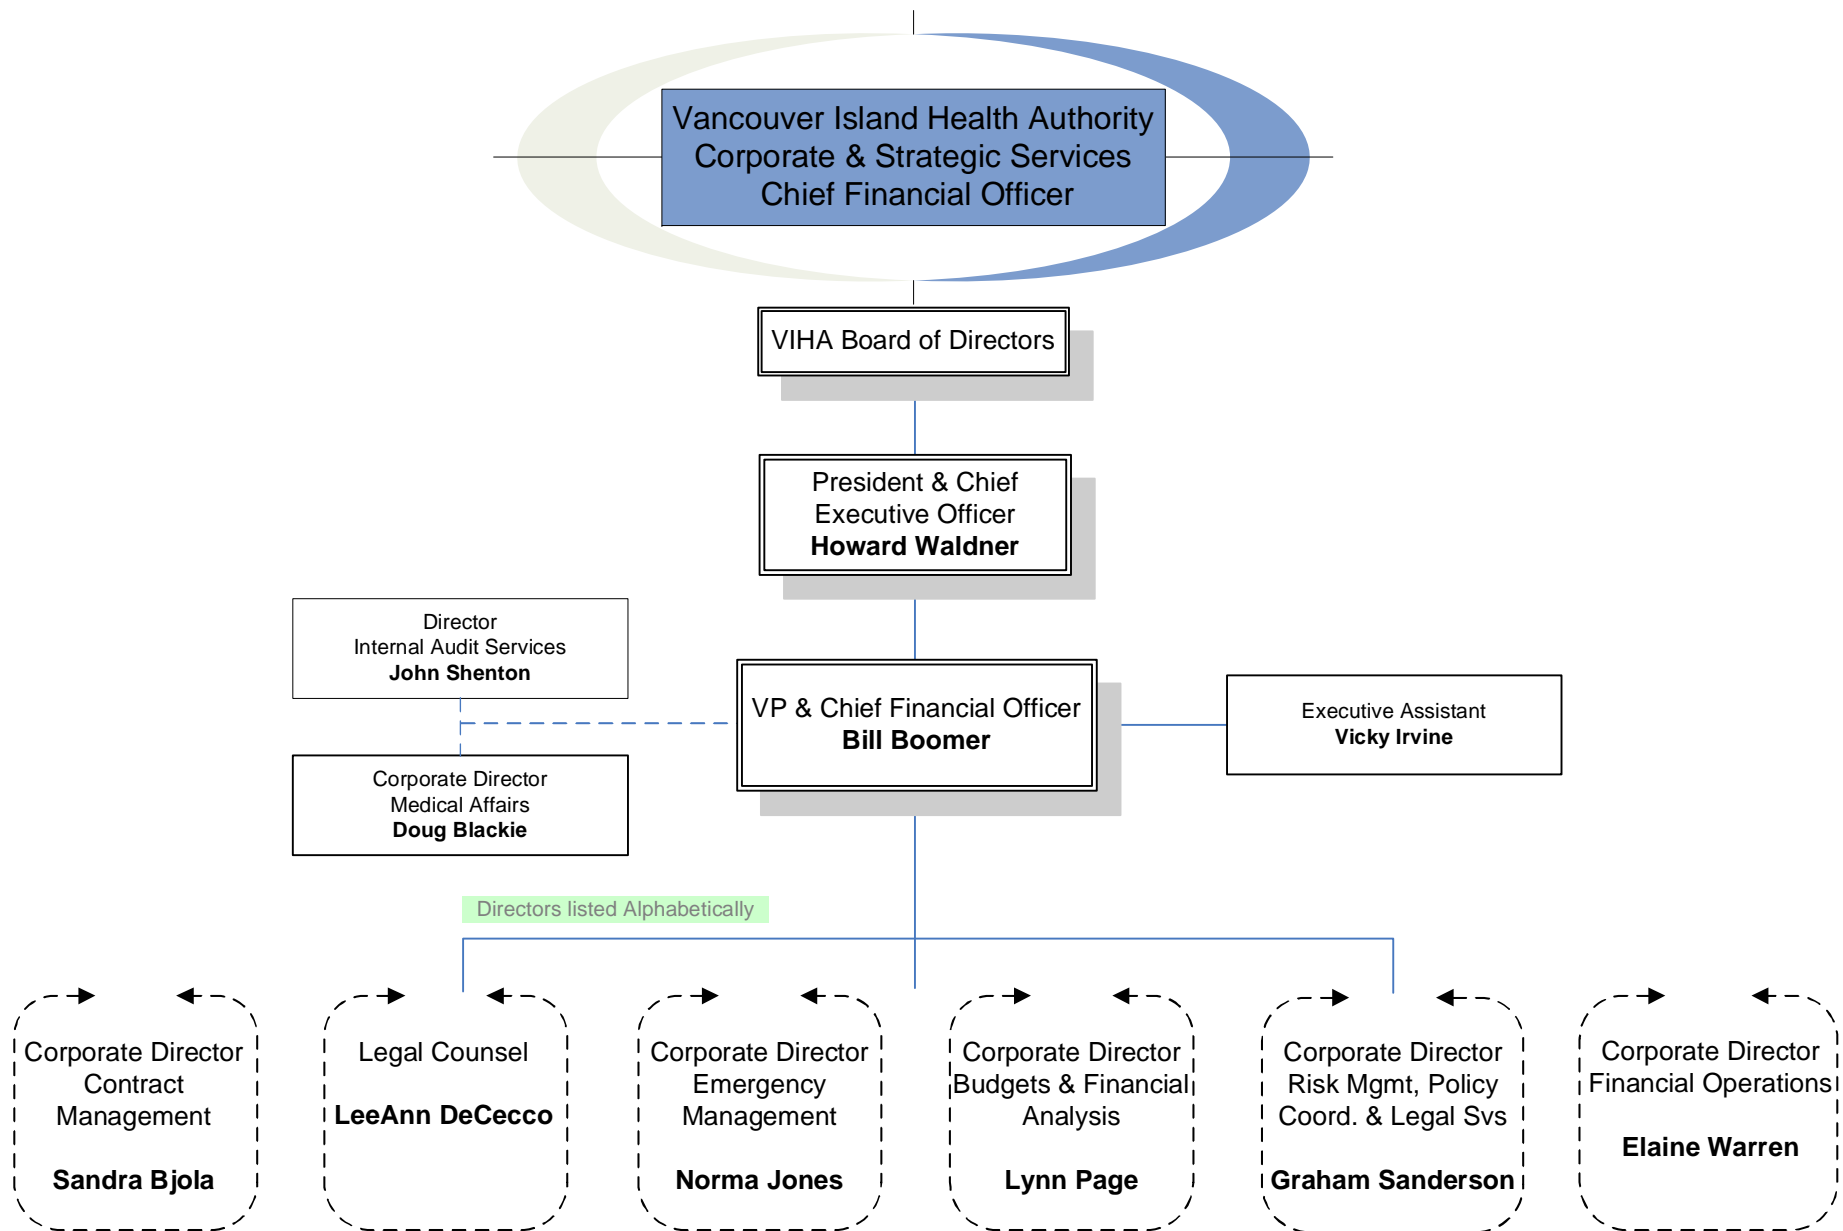 Vancouver Island Health Authority
Corporate & Strategic Services
Chief Financial Officer
VIHA Board of Directors
President & Chief
Executive Officer
Howard Waldner
Director
Internal Audit Services
John Shenton
VP & Chief Financial Officer
Bill Boomer
Executive Assistant
Vicky Irvine
Corporate Director
Medical Affairs
Doug Blackie
Directors listed Alphabetically
Corporate Director
Contract
Management
Sandra Bjola
Legal Counsel
LeeAnn DeCecco
Corporate Director
Emergency
Management
Norma Jones
Corporate Director
Budgets & Financial
Analysis
Lynn Page
Corporate Director
Risk Mgmt, Policy
Coord. & Legal Svs
Graham Sanderson
Corporate Director
Financial Operations
Elaine Warren